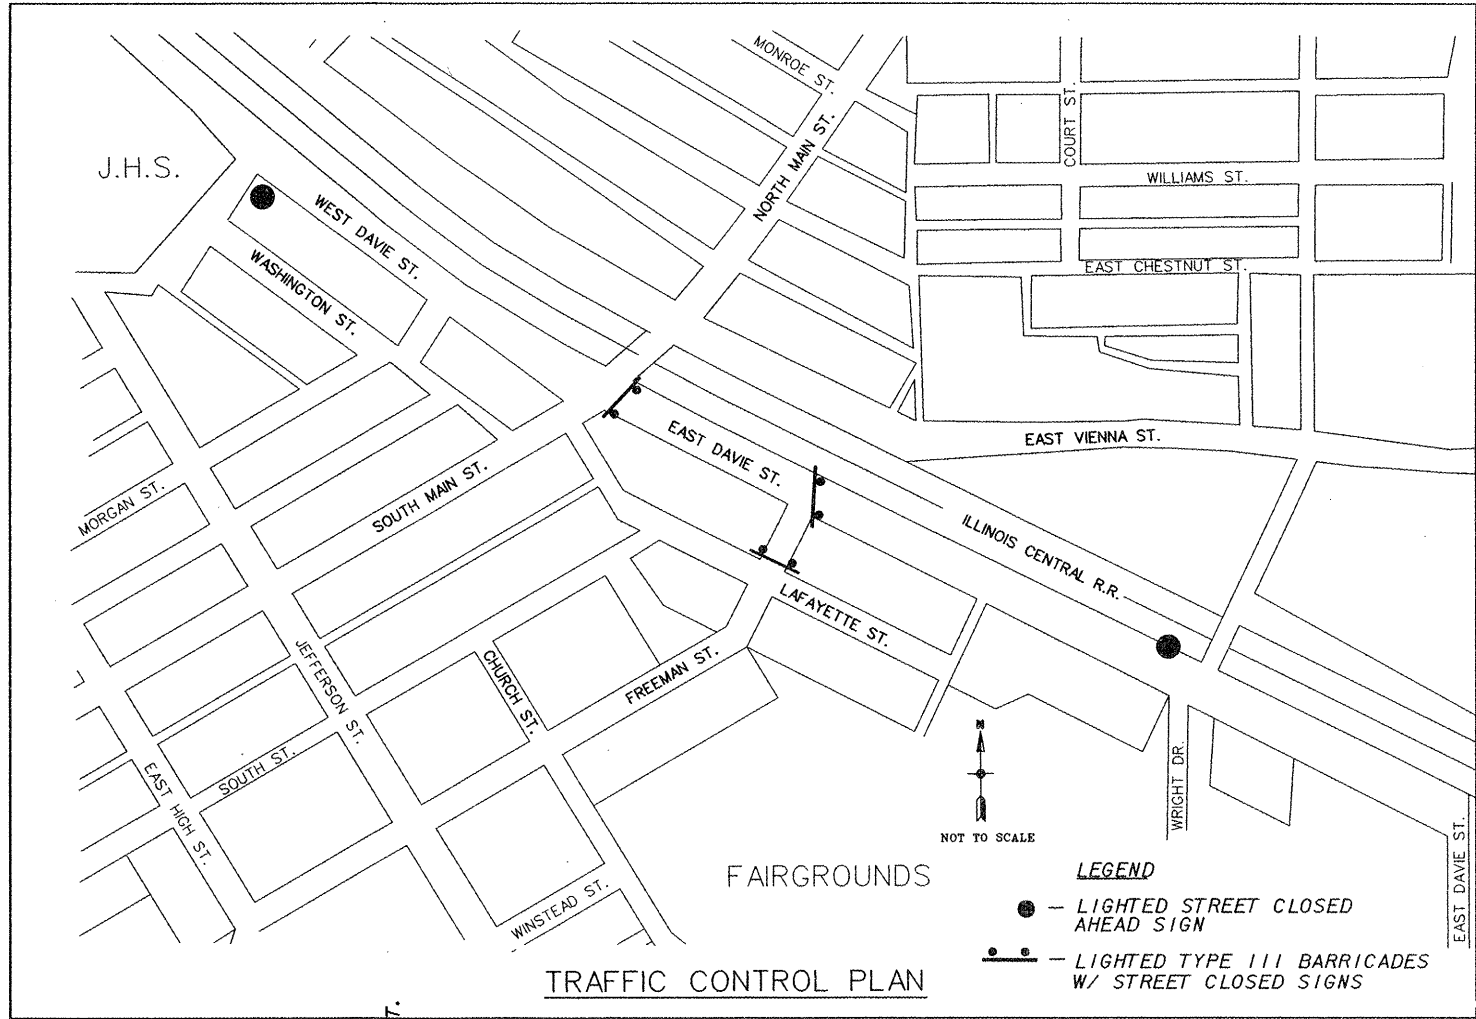 MONROE ST.
NORTH MAIN ST.
COURT ST.
WILLIAMS ST.
EAST CHESTNUT ST.
J.H.S.
WEST DAVIE ST.
WASHINGTON ST.
EAST VIENNA ST.
EAST DAVIE ST.
SOUTH MAIN ST.
MORGAN ST.
ILLINOIS CENTRAL R.R.
LAFAYETTE ST.
JEFFERSON ST.
CHURCH ST.
FREEMAN ST.
SOUTH ST.
EAST HIGH ST.
WRIGHT DR.
EAST DAVIE ST.
WINSTEAD ST.
N
NOT TO SCALE
FAIRGROUNDS
LEGEND
— LIGHTED STREET CLOSED
AHEAD SIGN
— LIGHTED TYPE III BARRICADES
W/ STREET CLOSED SIGNS
TRAFFIC CONTROL PLAN
T.